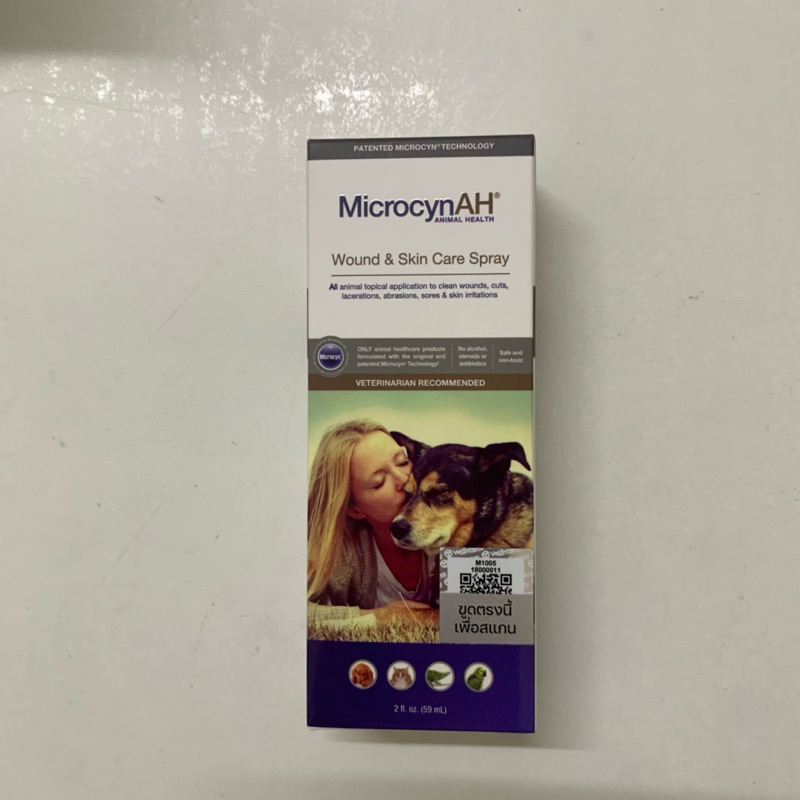 PATENTED MICROCYN® TECHNOLOGY
MicrocynAH®
ANIMAL HEALTH
Wound & Skin Care Spray
All animal topical application to clean wounds, cuts,
lacerations, abrasions, sores & skin irritations
Microcyn
ONLY animal healthcare products
formulated with the original and
patented Microcyn® Technology!
No alcohol,
steroids or
antibiotics
Safe and
non-toxic
VETERINARIAN RECOMMENDED
M1005
18000011
ขูดตรงนี้
เพื่อสแกน
2 fl. oz. (59 mL)